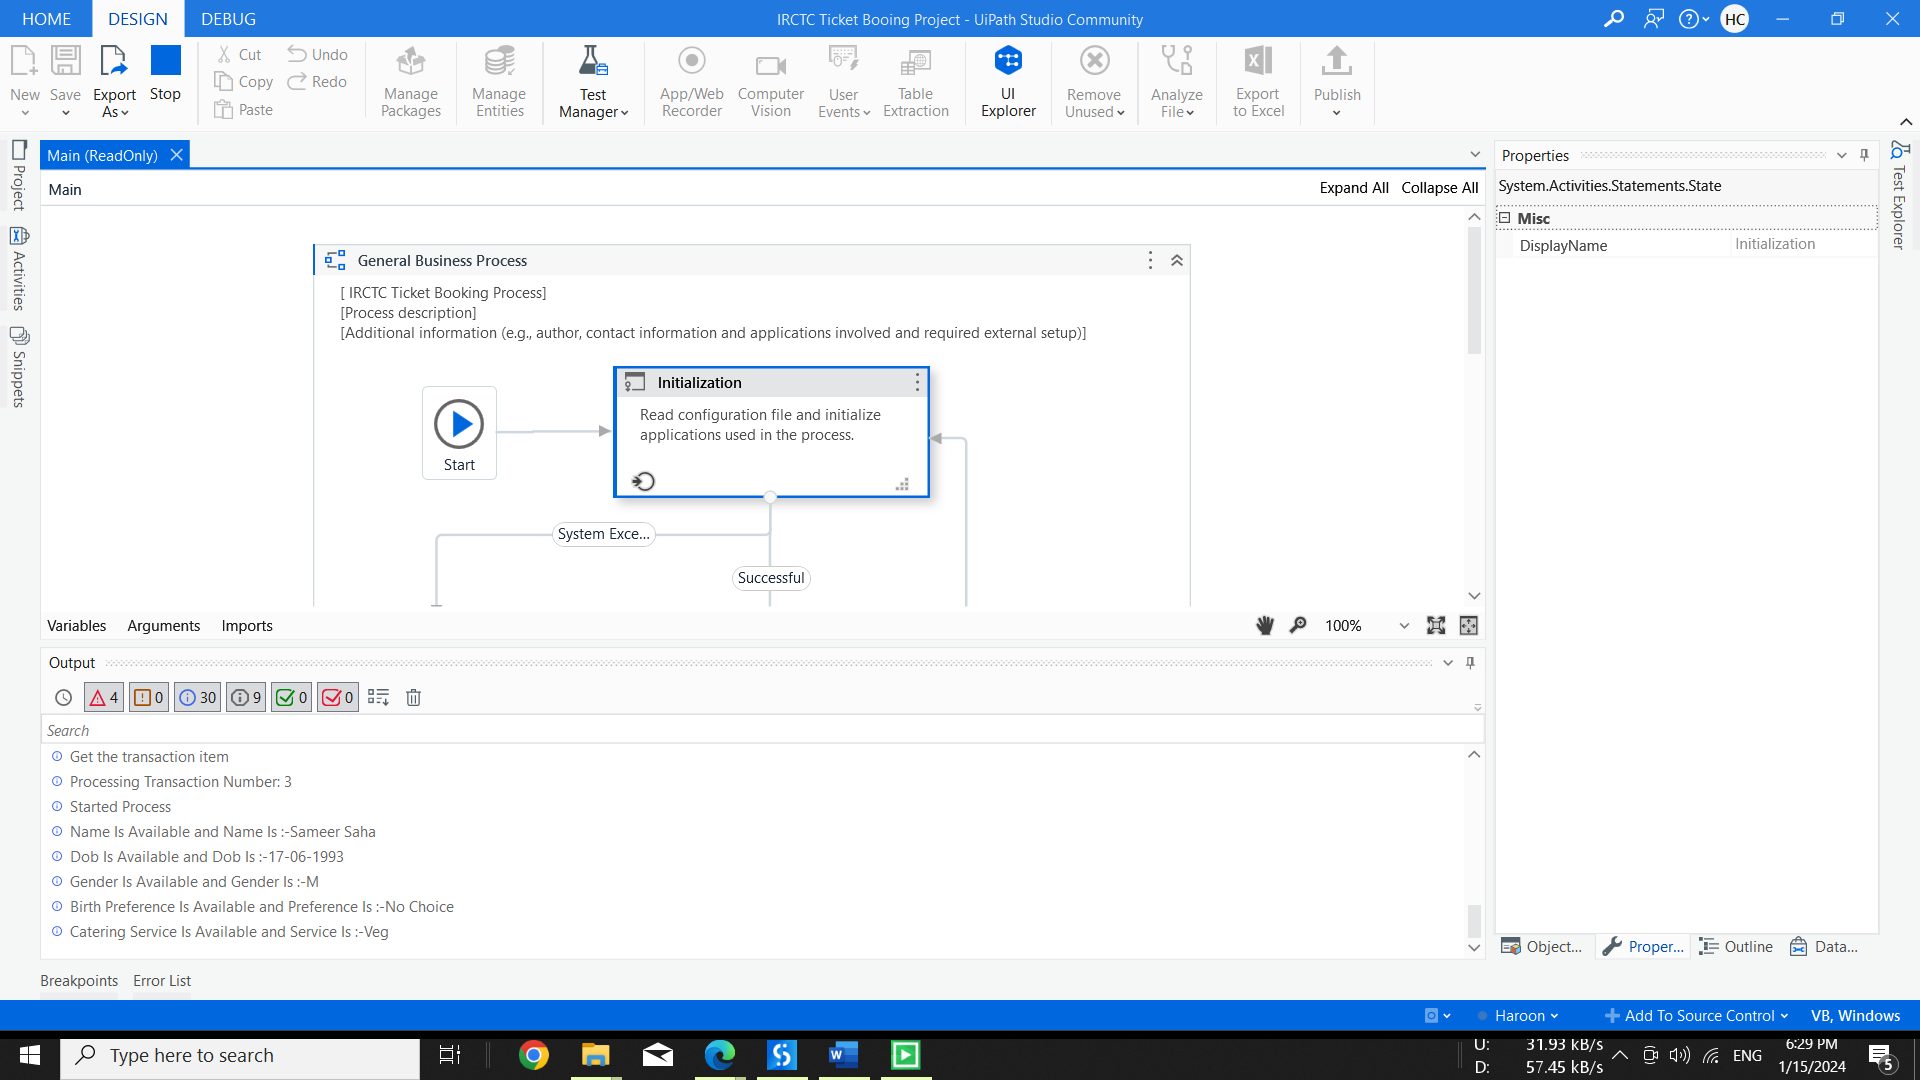 HOME DESIGN DEBUG IRCTC Ticket Booing Project - UiPath Studio Community HC
New Save Export As Stop Cut Copy Paste Undo Redo Manage Packages Manage Entities Test Manager App/Web Recorder Computer Vision User Events Table Extraction UI Explorer Remove Unused Analyze File Export to Excel Publish
Project
Activities
Snippets
Main (ReadOnly)
Main Expand All Collapse All
General Business Process
[ IRCTC Ticket Booking Process]
[Process description]
[Additional information (e.g., author, contact information and applications involved and required external setup)]
Start
Initialization
Read configuration file and initialize
applications used in the process.
System Exce...
Successful
Variables Arguments Imports 100%
Output
4 0 30 9 0 0
Search
Get the transaction item
Processing Transaction Number: 3
Started Process
Name Is Available and Name Is :-Sameer Saha
Dob Is Available and Dob Is :-17-06-1993
Gender Is Available and Gender Is :-M
Birth Preference Is Available and Preference Is :-No Choice
Catering Service Is Available and Service Is :-Veg
Breakpoints Error List
Properties
System.Activities.Statements.State
Misc
DisplayName Initialization
Object... Proper... Outline Data...
Test Explorer
Haroon Add To Source Control VB, Windows
Type here to search
U: 31.93 kB/s
D: 57.45 kB/s
ENG
6:29 PM
1/15/2024
5